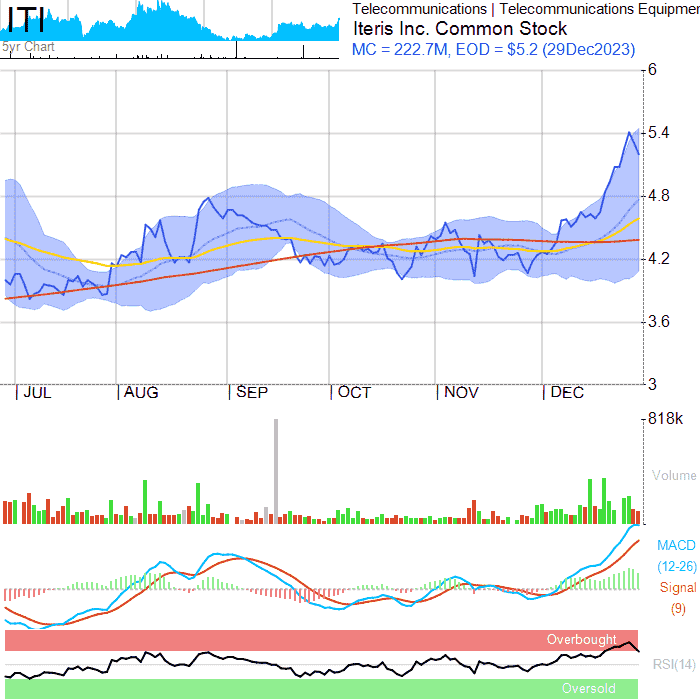 ITI
5yr Chart
Telecommunications | Telecommunications Equipmen
Iteris Inc. Common Stock
MC = 222.7M, EOD = $5.2 (29Dec2023)
6
5.4
4.8
4.2
3.6
3
JUL AUG SEP OCT NOV DEC
818k
Volume
MACD
(12-26)
Signal
(9)
Overbought
RSI(14)
Oversold